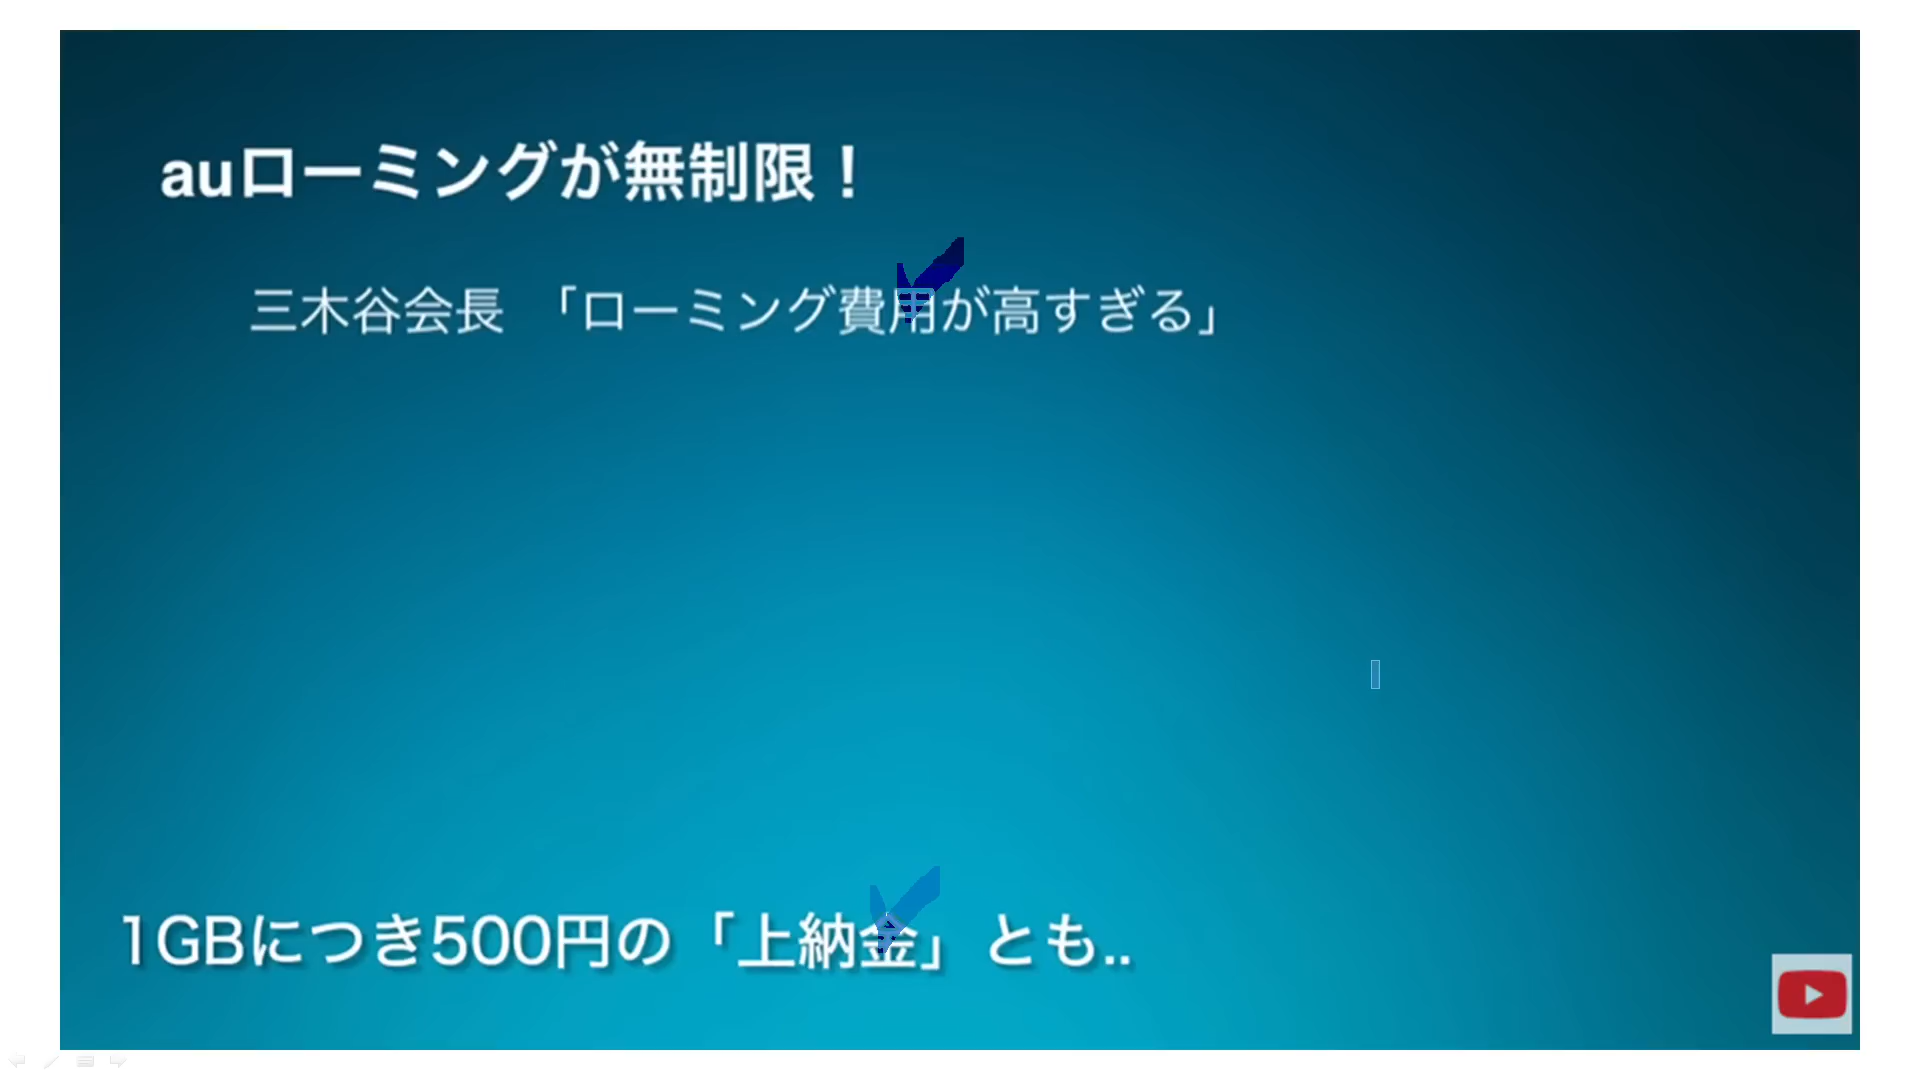 auローミングが無制限！
三木谷会長 「ローミング費用が高すぎる」
1GBにつき500円の「上納金」とも..